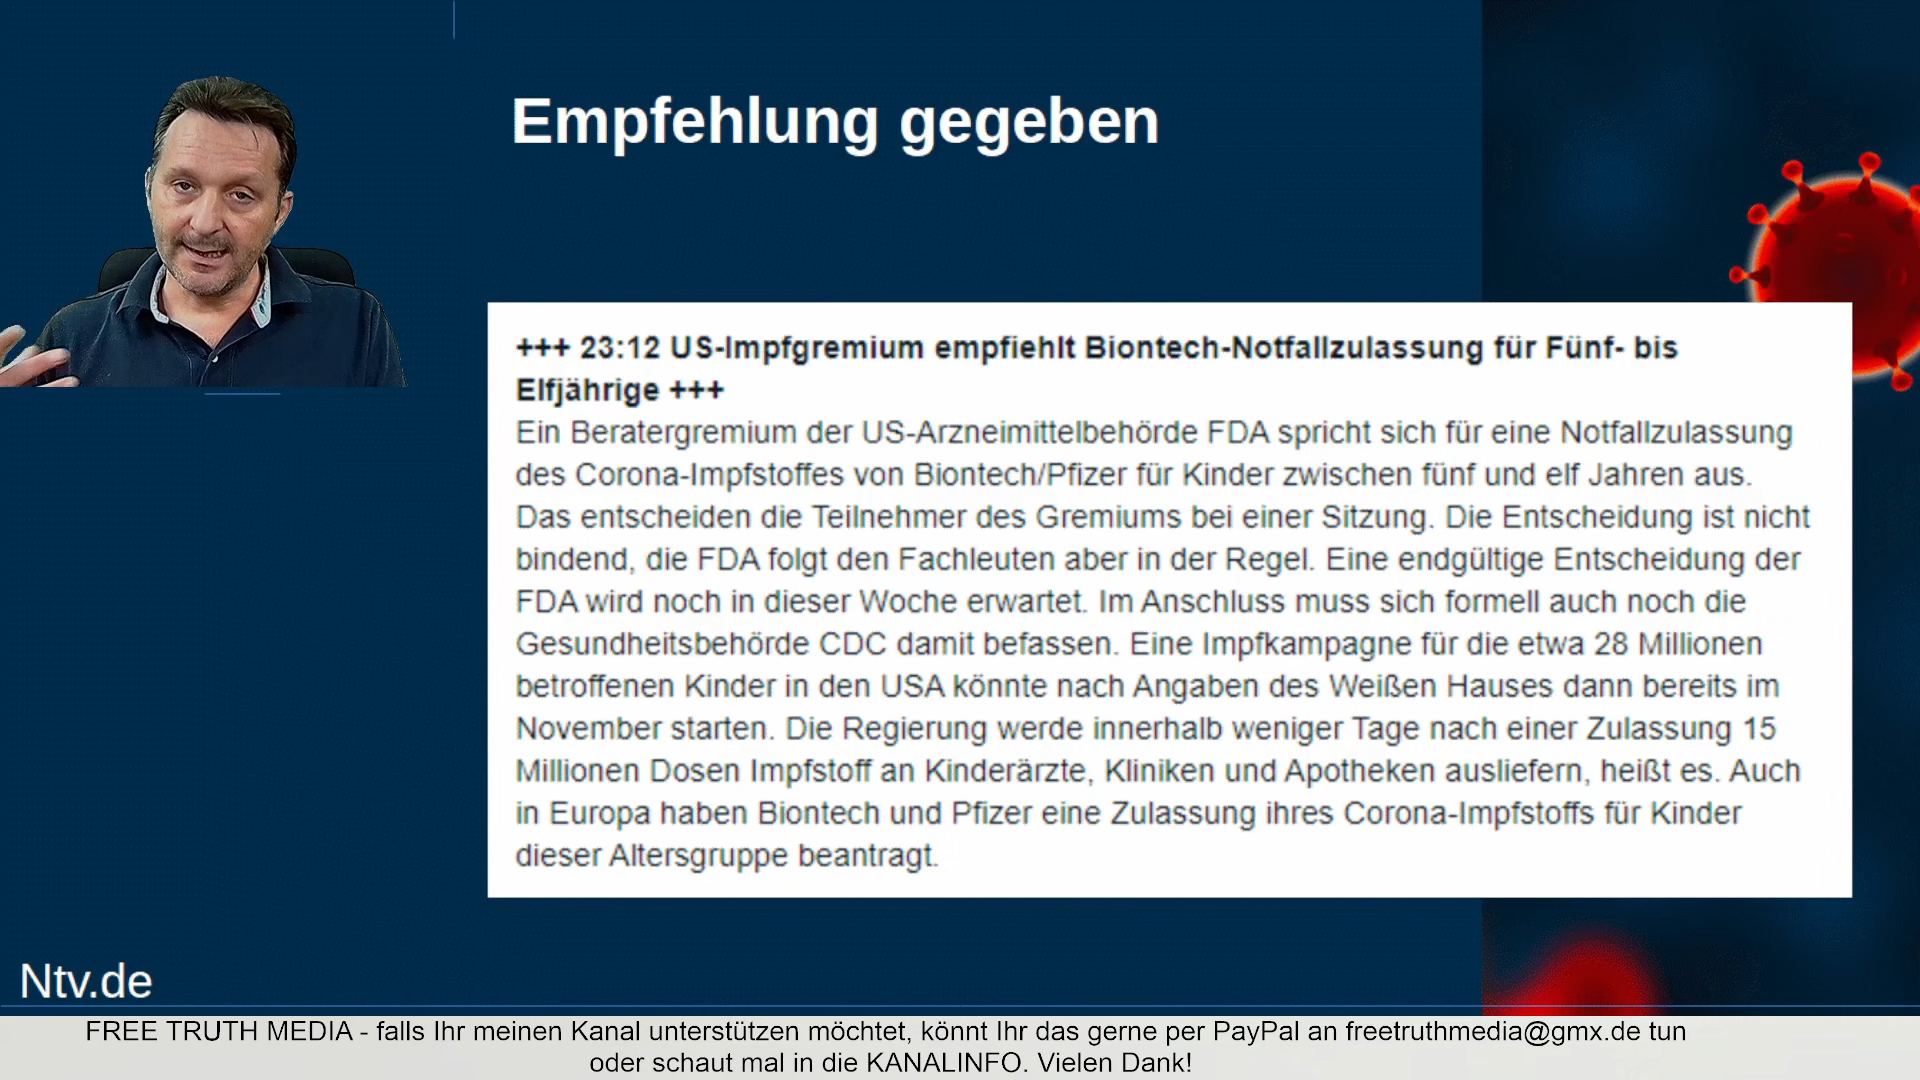 Empfehlung gegeben
+++ 23:12 US-Impfgremium empfiehlt Biontech-Notfallzulassung für Fünf- bis
Elfjährige +++
Ein Beratergremium der US-Arzneimittelbehörde FDA spricht sich für eine Notfallzulassung
des Corona-Impfstoffes von Biontech/Pfizer für Kinder zwischen fünf und elf Jahren aus.
Das entscheiden die Teilnehmer des Gremiums bei einer Sitzung. Die Entscheidung ist nicht
bindend, die FDA folgt den Fachleuten aber in der Regel. Eine endgültige Entscheidung der
FDA wird noch in dieser Woche erwartet. Im Anschluss muss sich formell auch noch die
Gesundheitsbehörde CDC damit befassen. Eine Impfkampagne für die etwa 28 Millionen
betroffenen Kinder in den USA könnte nach Angaben des Weißen Hauses dann bereits im
November starten. Die Regierung werde innerhalb weniger Tage nach einer Zulassung 15
Millionen Dosen Impfstoff an Kinderärzte, Kliniken und Apotheken ausliefern, heißt es. Auch
in Europa haben Biontech und Pfizer eine Zulassung ihres Corona-Impfstoffs für Kinder
dieser Altersgruppe beantragt.
Ntv.de
FREE TRUTH MEDIA - falls Ihr meinen Kanal unterstützen möchtet, könnt Ihr das gerne per PayPal an freetruthmedia@gmx.de tun
oder schaut mal in die KANALINFO. Vielen Dank!